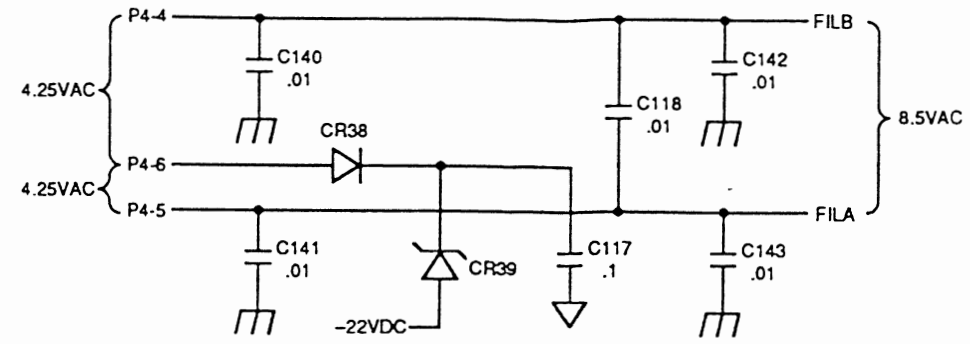 P4-4
FILB
C140
.01
C142
.01
4.25VAC
C118
.01
8.5VAC
CR38
P4-6
4.25VAC
P4-5
FILA
C141
.01
CR39
C117
.1
C143
.01
-22VDC